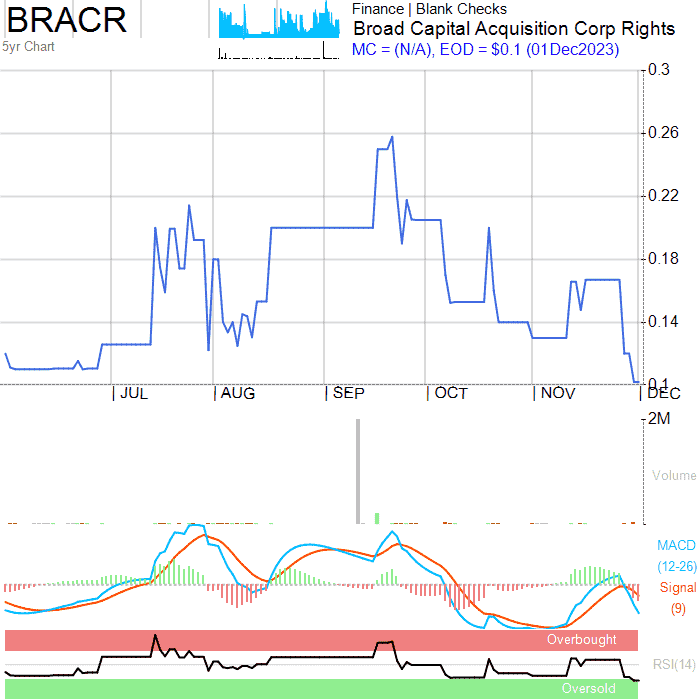 BRACR
5yr Chart
Finance | Blank Checks
Broad Capital Acquisition Corp Rights
MC = (N/A), EOD = $0.1 (01Dec2023)
0.3
0.26
0.22
0.18
0.14
0.1
JUL AUG SEP OCT NOV DEC
2M
Volume
MACD
(12-26)
Signal
(9)
Overbought
RSI(14)
Oversold